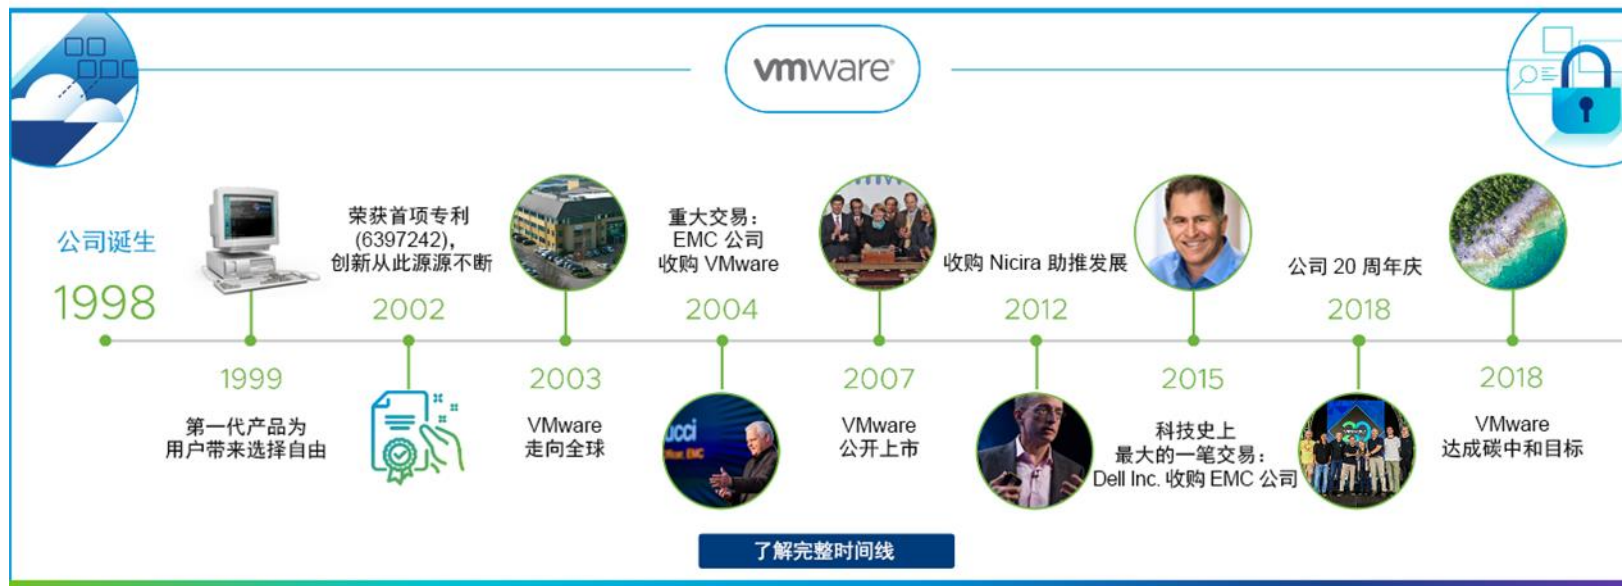 vmware®
公司诞生
1998
1999
第一代产品为
用户带来选择自由
荣获首项专利
(6397242)，
创新从此源源不断
2002
2003
VMware
走向全球
重大交易：
EMC 公司
收购 VMware
2004
ucci
EMC
2007
VMware
公开上市
收购 Nicira 助推发展
2012
2015
科技史上
最大的一笔交易：
Dell Inc. 收购 EMC 公司
公司 20 周年庆
2018
20
2018
VMware
达成碳中和目标
了解完整时间线